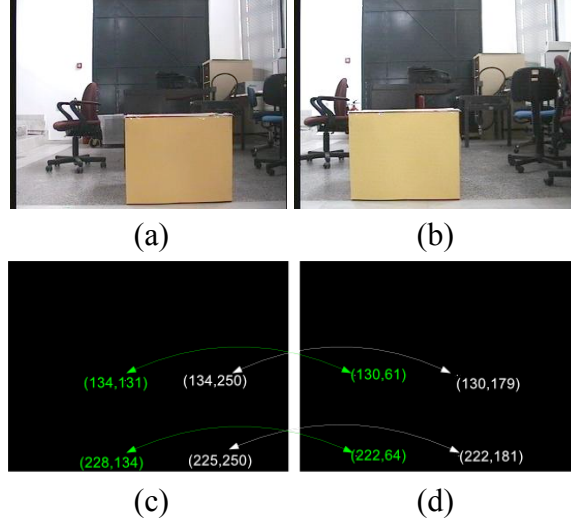 (a)
(b)
(134,131)
(134,250)
(130,61)
(130,179)
(228,134)
(225,250)
(222,64)
(222,181)
(c)
(d)